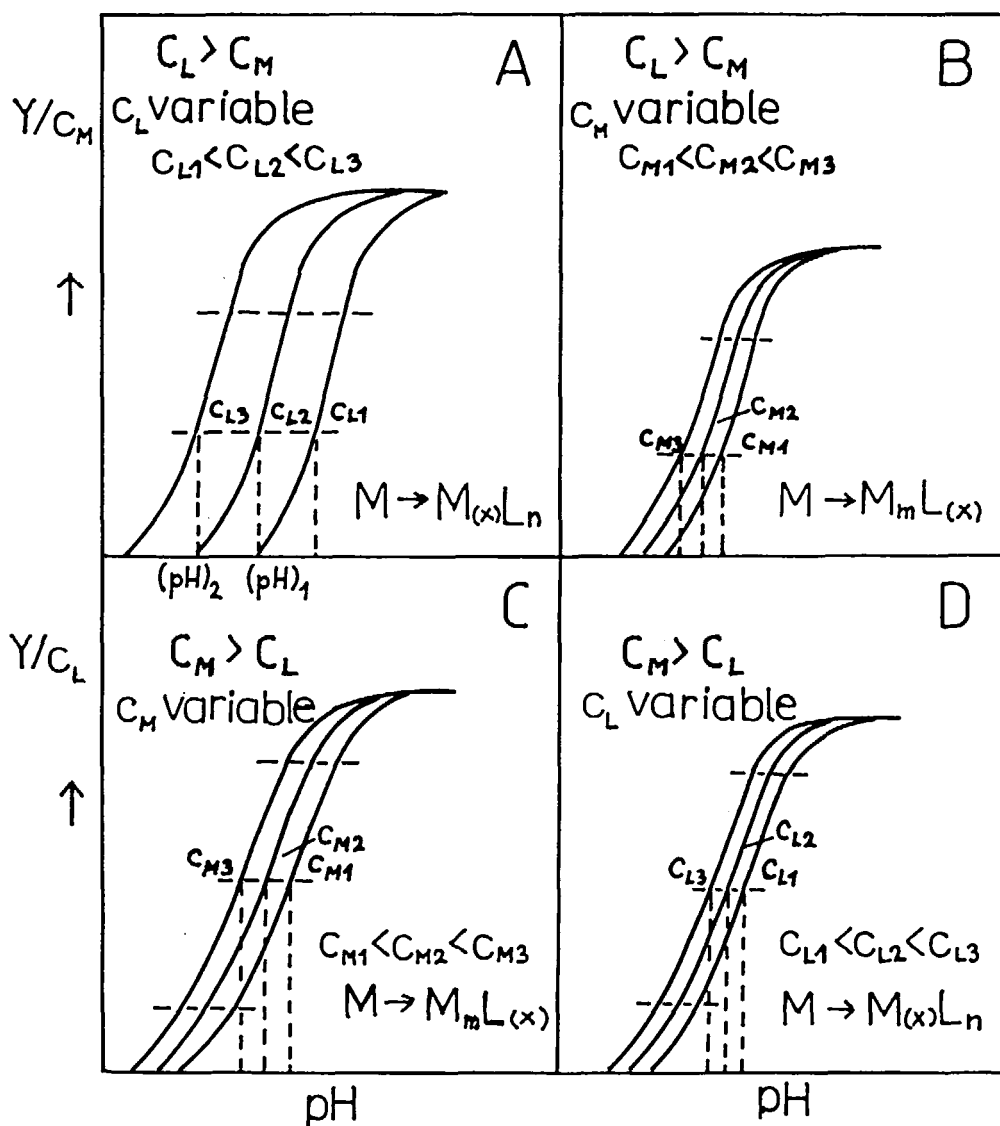 A
C_L > C_M
Y/C_M
C_L variable
C_L1 < C_L2 < C_L3
↑
C_L3
C_L2
C_L1
M → M_(x)L_n
(pH)_2
(pH)_1
B
C_L > C_M
C_M variable
C_M1 < C_M2 < C_M3
C_M2
C_M3
C_M1
M → M_mL_(x)
C
Y/C_L
C_M > C_L
C_M variable
↑
C_M2
C_M3
C_M1
C_M1 < C_M2 < C_M3
M → M_mL_(x)
pH
D
C_M > C_L
C_L variable
C_L2
C_L3
C_L1
C_L1 < C_L2 < C_L3
M → M_(x)L_n
pH